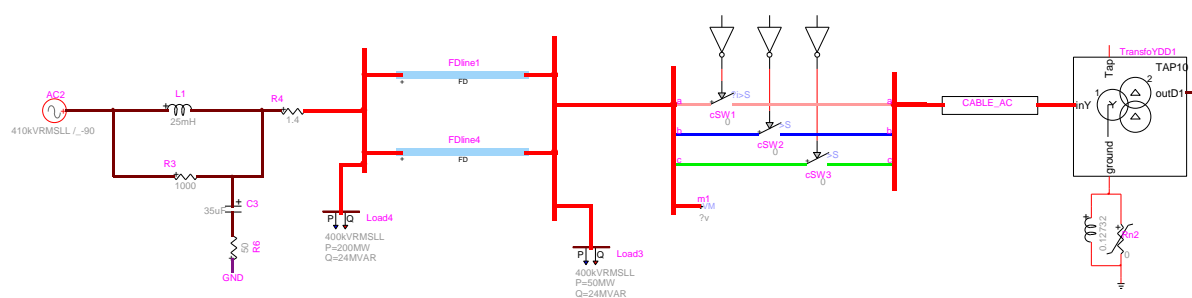 AC2
410kVRMSLL /_-90
L1
25mH
R3
1000
C3
35uF
R6
50
GND
R4
1.4
FDline1
FD
FDline4
FD
P Q
Load4
400kVRMSLL
P=200MW
Q=24MVAR
P Q
Load3
400kVRMSLL
P=50MW
Q=24MVAR
a
b
c
m1
VM
?v
?i>S
cSW1
0
>S
cSW2
0
>S
cSW3
0
a
b
c
CABLE_AC
TransfoYDD1
TAP10
Tap
1
2
inY
outD1
Y
ground
0.12732
Rn2
0